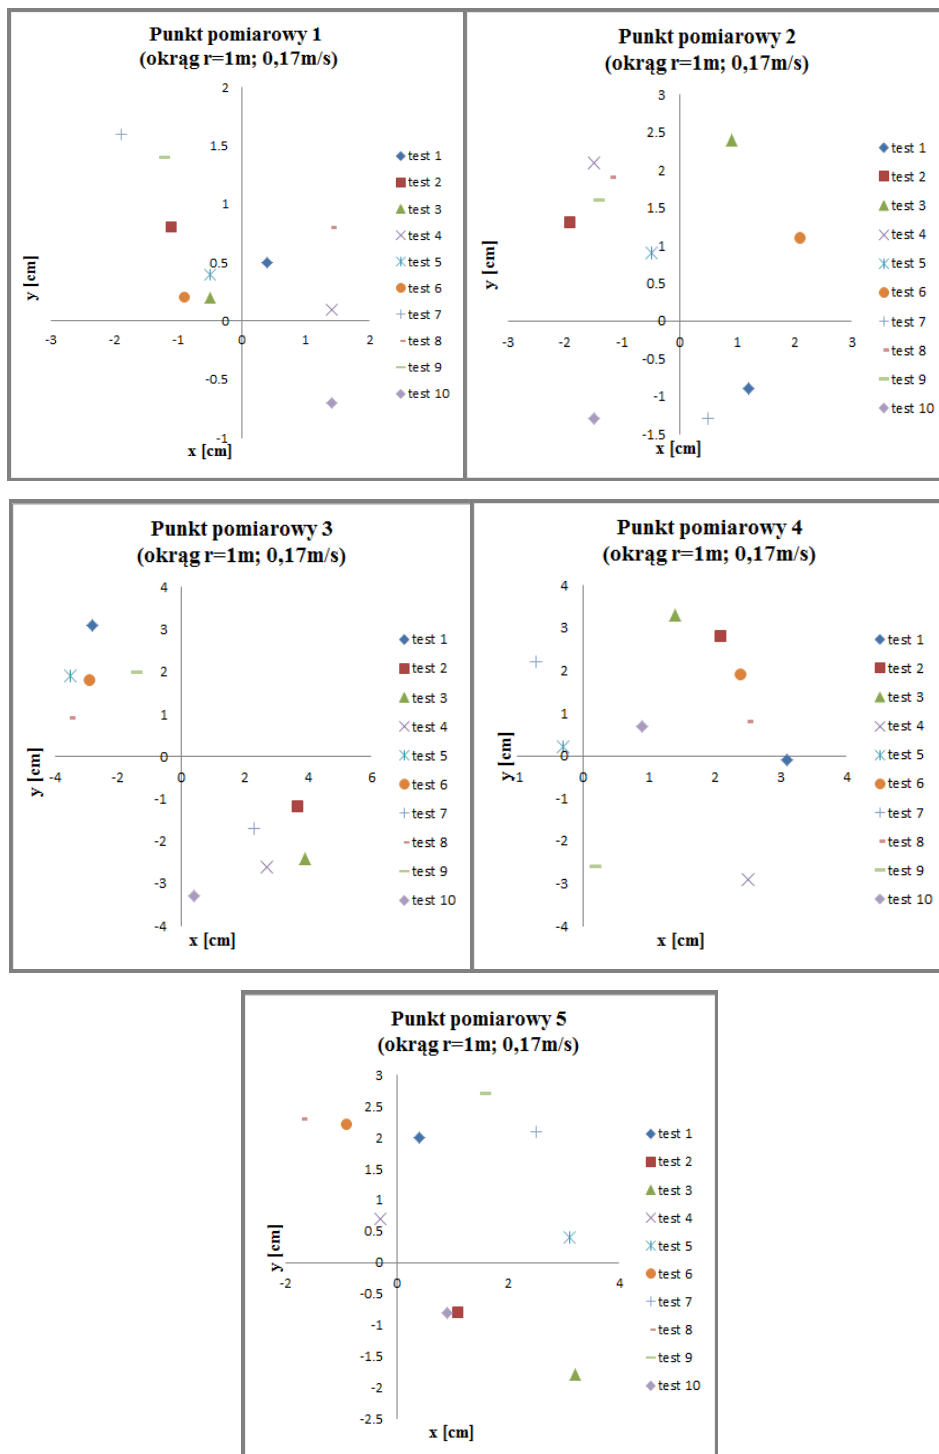 Punkt pomiarowy 1
(okrąg r=1m; 0,17m/s)
2
1.5
1
0.5
0
-0.5
-1
-3
-2
-1
0
1
2
y [cm]
x [cm]
test 1
test 2
test 3
test 4
test 5
test 6
test 7
test 8
test 9
test 10
Punkt pomiarowy 2
(okrąg r=1m; 0,17m/s)
3
2.5
2
1.5
1
0.5
0
-0.5
-1
-1.5
-3
-2
-1
0
1
2
3
y [cm]
x [cm]
test 1
test 2
test 3
test 4
test 5
test 6
test 7
test 8
test 9
test 10
Punkt pomiarowy 3
(okrąg r=1m; 0,17m/s)
4
3
2
1
0
-1
-2
-3
-4
-4
-2
0
2
4
6
y [cm]
x [cm]
test 1
test 2
test 3
test 4
test 5
test 6
test 7
test 8
test 9
test 10
Punkt pomiarowy 4
(okrąg r=1m; 0,17m/s)
4
3
2
1
0
-1
-2
-3
-4
-1
0
1
2
3
4
y [cm]
x [cm]
test 1
test 2
test 3
test 4
test 5
test 6
test 7
test 8
test 9
test 10
Punkt pomiarowy 5
(okrąg r=1m; 0,17m/s)
3
2.5
2
1.5
1
0.5
0
-0.5
-1
-1.5
-2
-2.5
-2
0
2
4
y [cm]
x [cm]
test 1
test 2
test 3
test 4
test 5
test 6
test 7
test 8
test 9
test 10